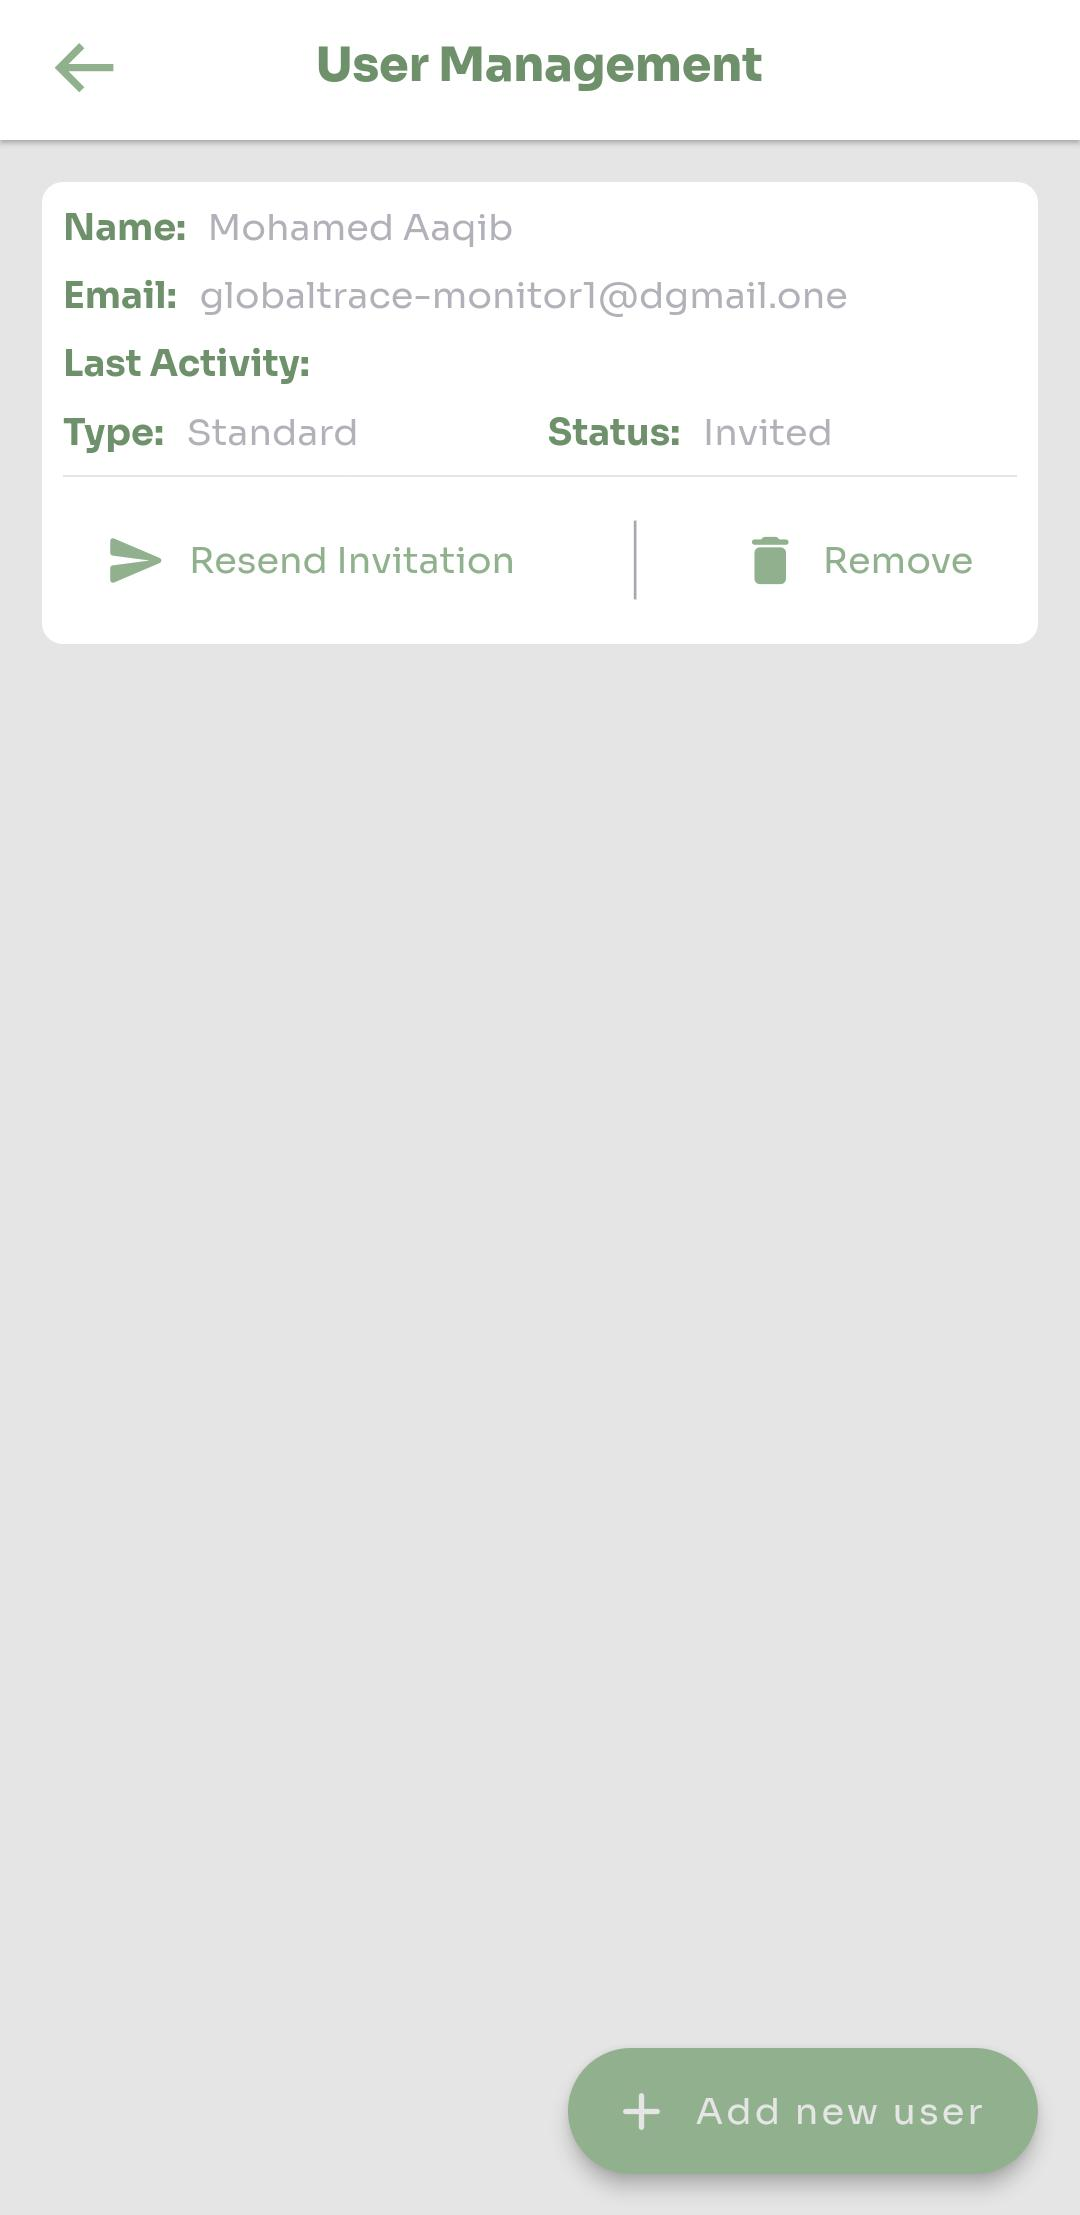 User Management
Name: Mohamed Aaqib
Email: globaltrace-monitor1@dgmail.one
Last Activity:
Type: Standard Status: Invited
Resend Invitation Remove
Add new user